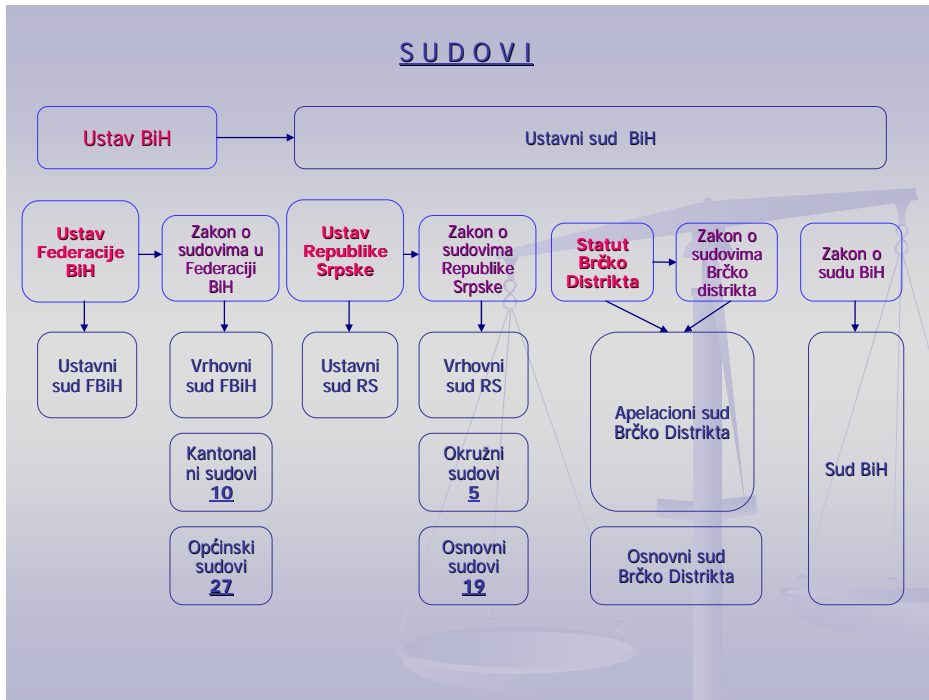 S U D O V I
Ustav BiH
Ustavni sud BiH
Ustav
Federacije
BiH
Zakon o
sudovima u
Federaciji
BiH
Ustav
Republike
Srpske
Zakon o
sudovima
Republike
Srpske
Statut
Brčko
Distrikta
Zakon o
sudovima
Brčko
distrikta
Zakon o
sudu BiH
Ustavni
sud FBiH
Vrhovni
sud FBiH
Ustavni
sud RS
Vrhovni
sud RS
Apelacioni sud
Brčko Distrikta
Sud BiH
Kantonal
ni sudovi
10
Okružni
sudovi
5
Općinski
sudovi
27
Osnovni
sudovi
19
Osnovni sud
Brčko Distrikta